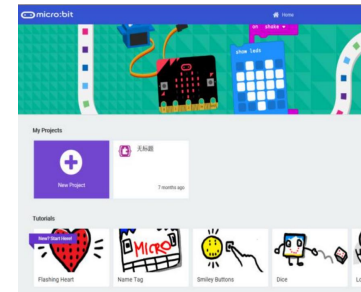 micro:bit
Home
on shake
show leds
My Projects
New Project
无标题
7 months ago
Tutorials
New? Start Here!
MICRO
Flashing Heart
Name Tag
Smiley Buttons
Dice
Lo